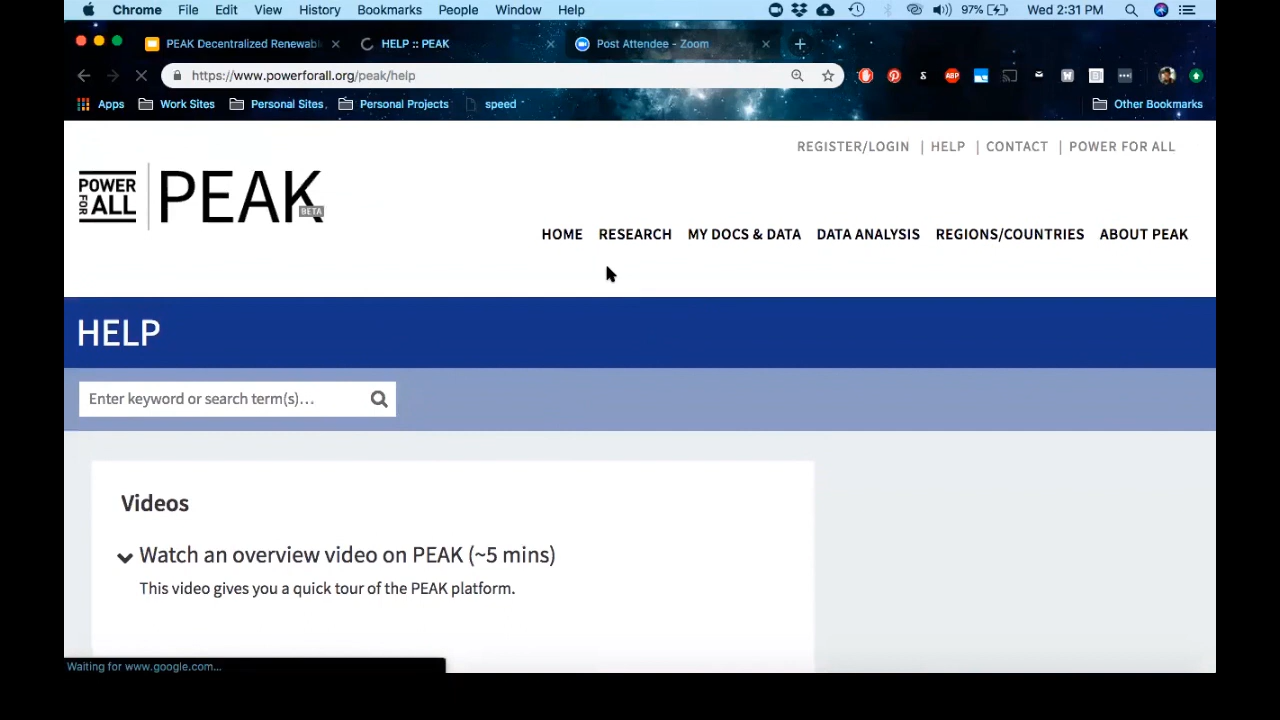 Chrome File Edit View History Bookmarks People Window Help 97% Wed 2:31 PM
PEAK Decentralized Renewabl HELP :: PEAK Post Attendee - Zoom
https://www.powerforall.org/peak/help
Apps Work Sites Personal Sites Personal Projects speed Other Bookmarks
REGISTER/LOGIN | HELP | CONTACT | POWER FOR ALL
POWER FOR ALL PEAK BETA
HOME RESEARCH MY DOCS & DATA DATA ANALYSIS REGIONS/COUNTRIES ABOUT PEAK
HELP
Enter keyword or search term(s)...
Videos
Watch an overview video on PEAK (~5 mins)
This video gives you a quick tour of the PEAK platform.
Waiting for www.google.com...